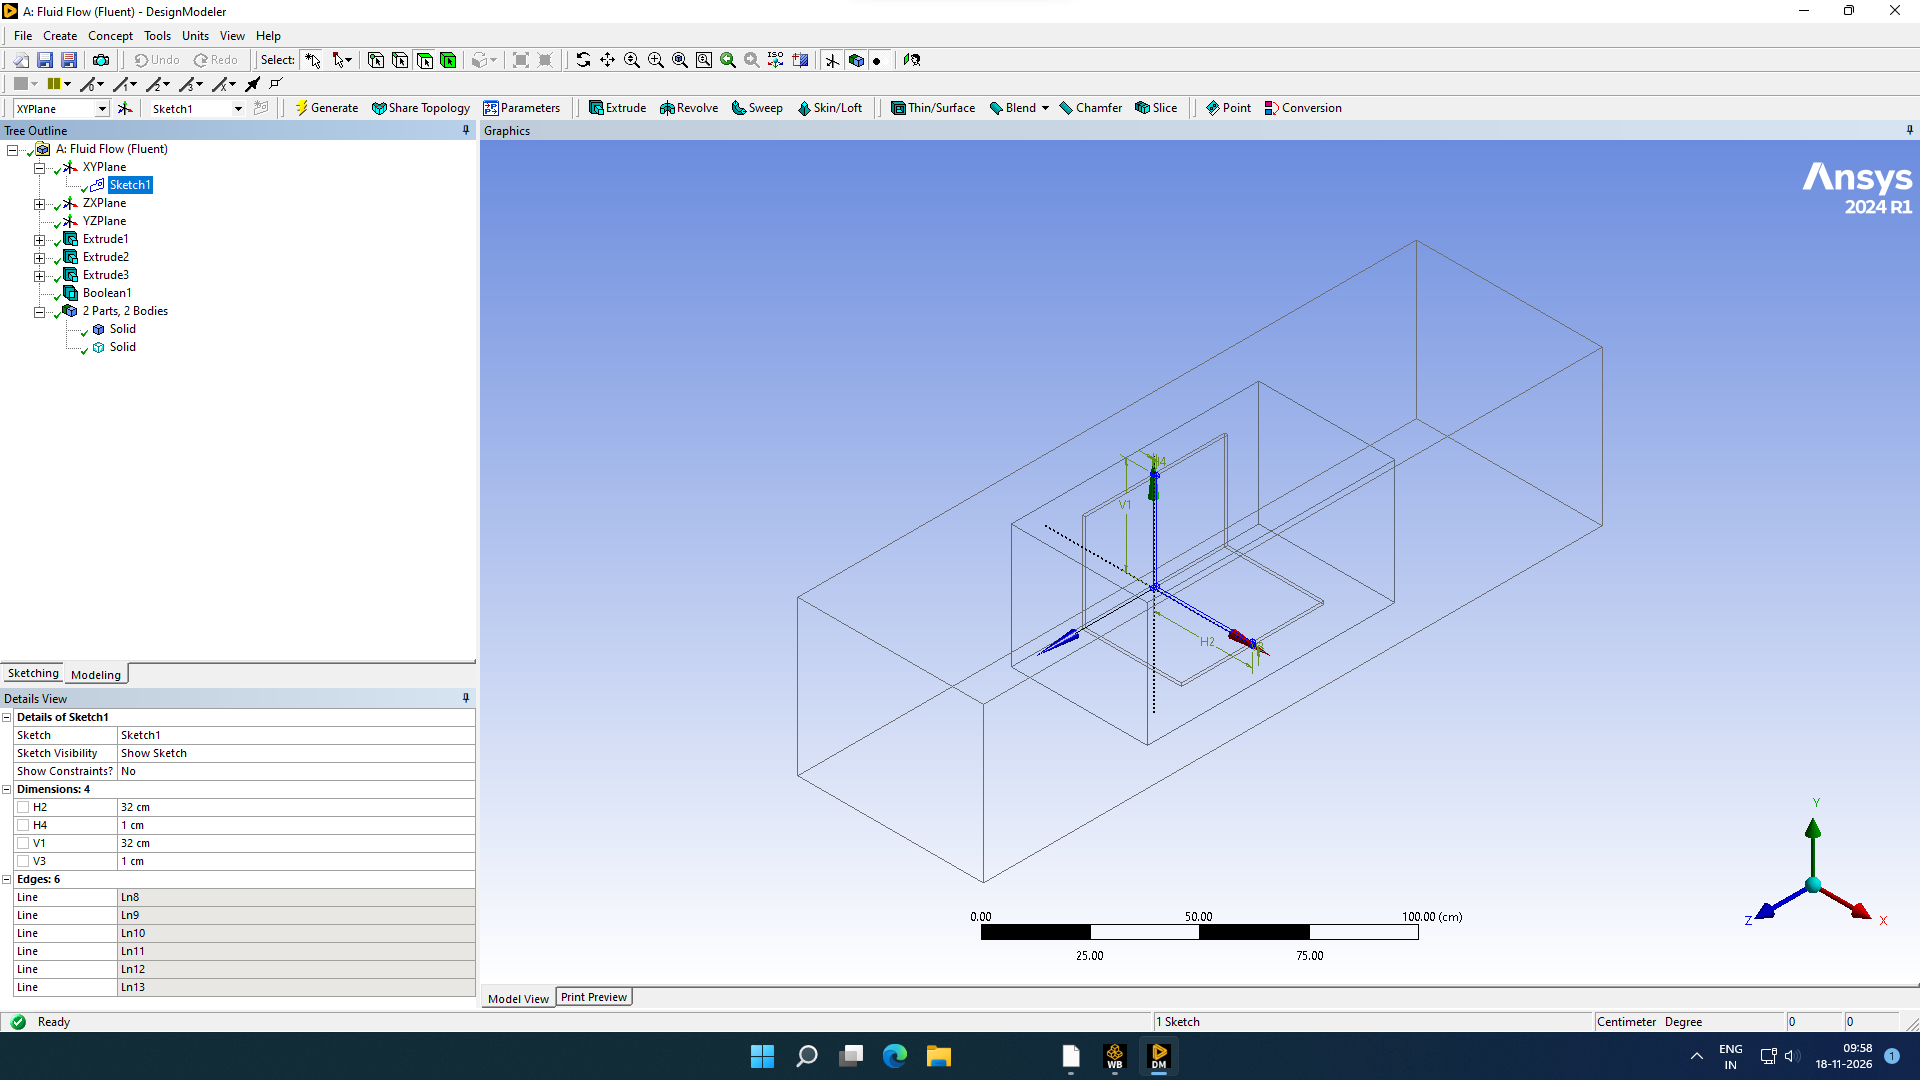 A: Fluid Flow (Fluent) - DesignModeler
File Create Concept Tools Units View Help
Undo Redo Select: ISO
XYPlane Sketch1 Generate Share Topology Parameters Extrude Revolve Sweep Skin/Loft Thin/Surface Blend Chamfer Slice Point Conversion
Tree Outline
A: Fluid Flow (Fluent)
XYPlane
Sketch1
ZXPlane
YZPlane
Extrude1
Extrude2
Extrude3
Boolean1
2 Parts, 2 Bodies
Solid
Solid
Sketching Modeling
Details View
Details of Sketch1
Sketch Sketch1
Sketch Visibility Show Sketch
Show Constraints? No
Dimensions: 4
H2 32 cm
H4 1 cm
V1 32 cm
V3 1 cm
Edges: 6
Line Ln8
Line Ln9
Line Ln10
Line Ln11
Line Ln12
Line Ln13
Graphics
Ansys
2024 R1
V1
H2
Y
Z
X
0.00 50.00 100.00 (cm)
25.00 75.00
Model View Print Preview
Ready 1 Sketch Centimeter Degree 0 0
WB DM
ENG
IN
09:58
18-11-2026
1